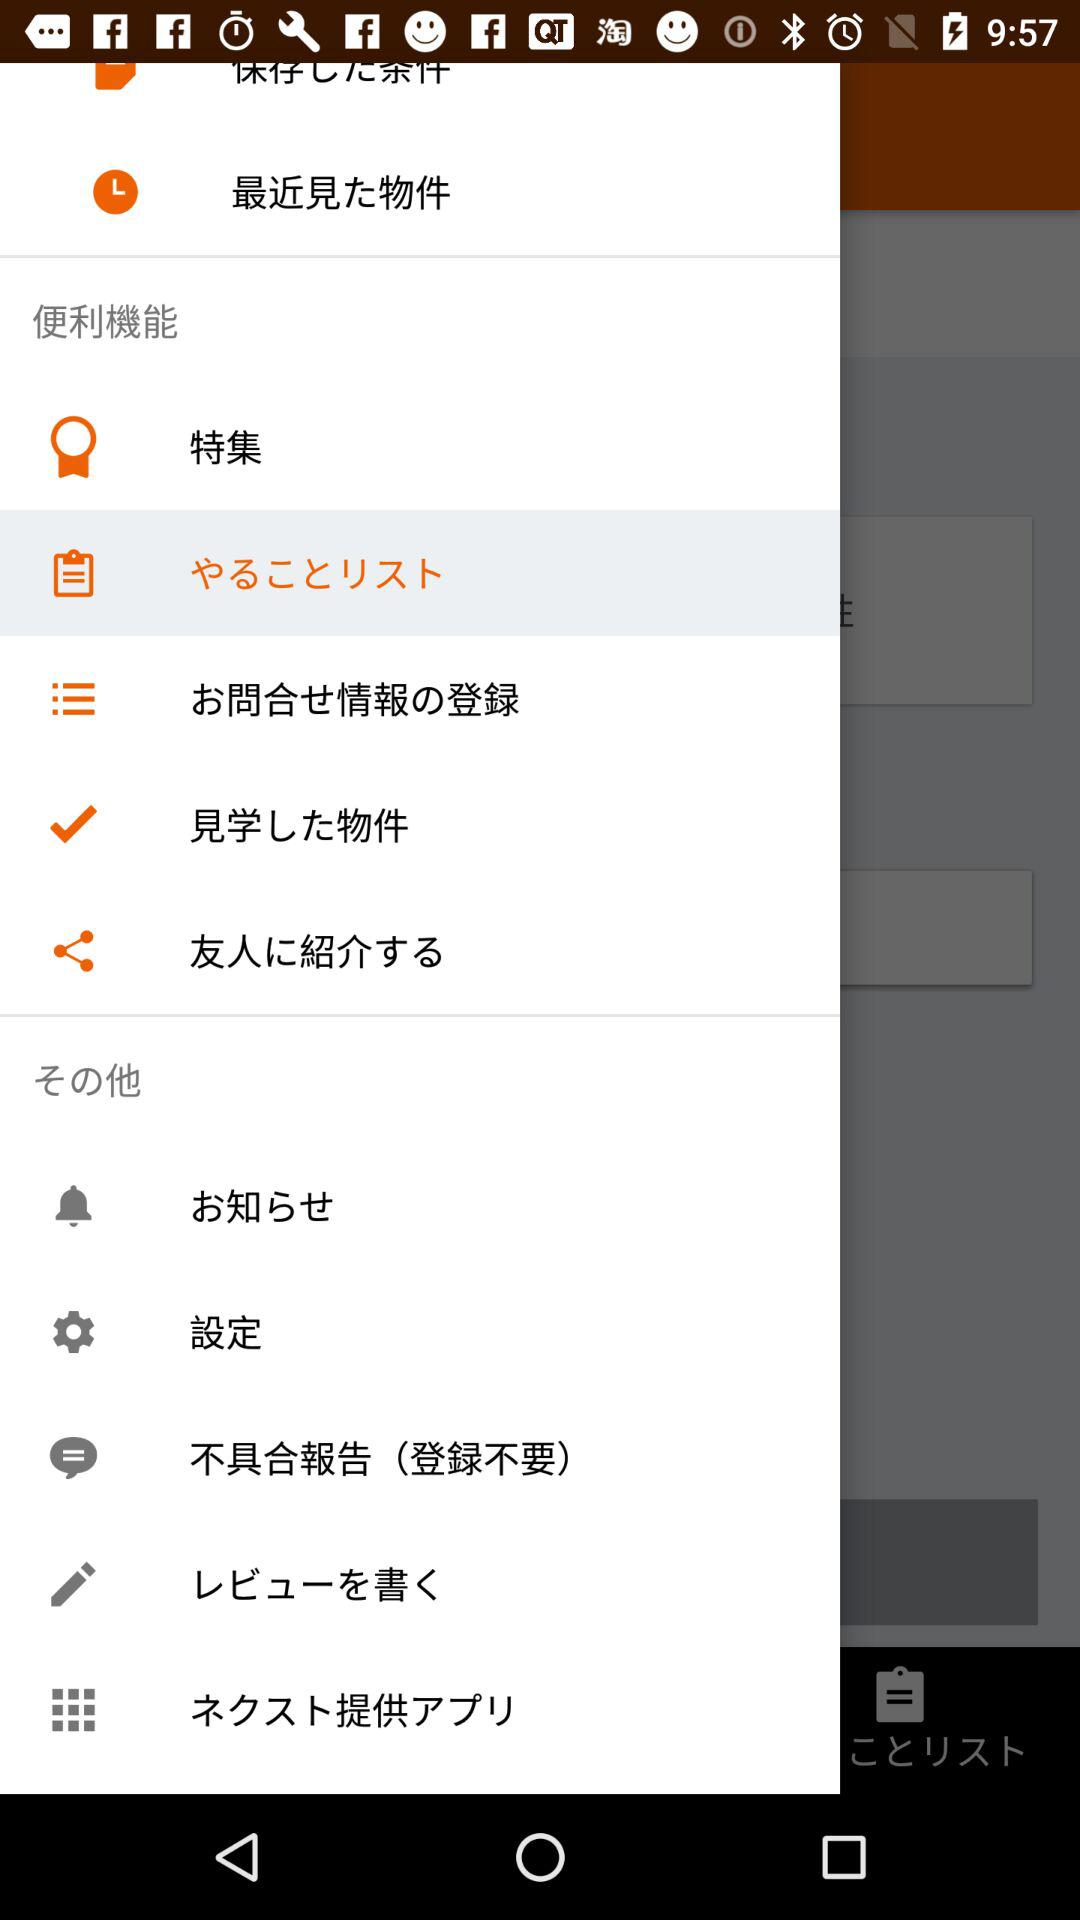 QT 淘 9:57
保存した条件
最近見た物件
便利機能
特集
やることリスト
お問合せ情報の登録
見学した物件
友人に紹介する
その他
お知らせ
設定
不具合報告（登録不要）
レビューを書く
ネクスト提供アプリ
ことリスト